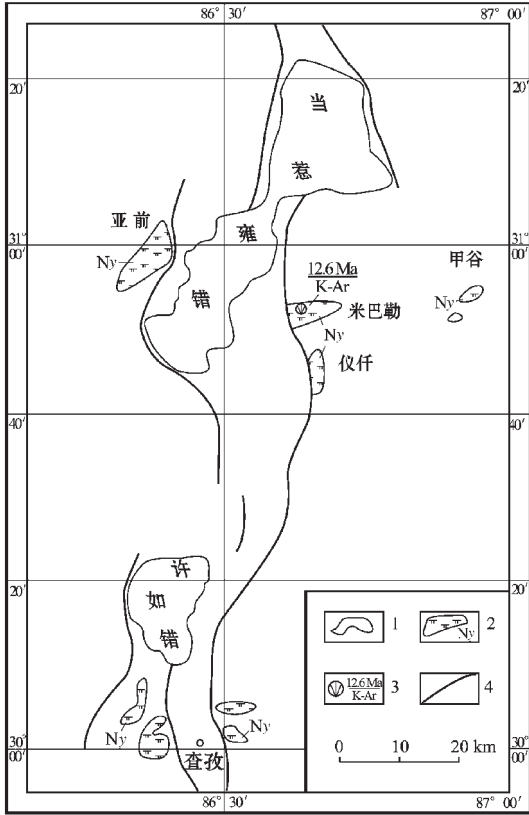 86° 30′
87° 00′
20′
20′
当
惹
雍
错
亚前
Ny
31°
00′
31°
00′
12.6 Ma
K-Ar
米巴勒
Ny
甲谷
Ny
仪仟
40′
40′
20′
20′
许
如
错
Ny
Ny
30°
00′
30°
00′
查孜
1
2
Ny
3
12.6 Ma
K-Ar
4
0 10 20 km
86° 30′
87° 00′